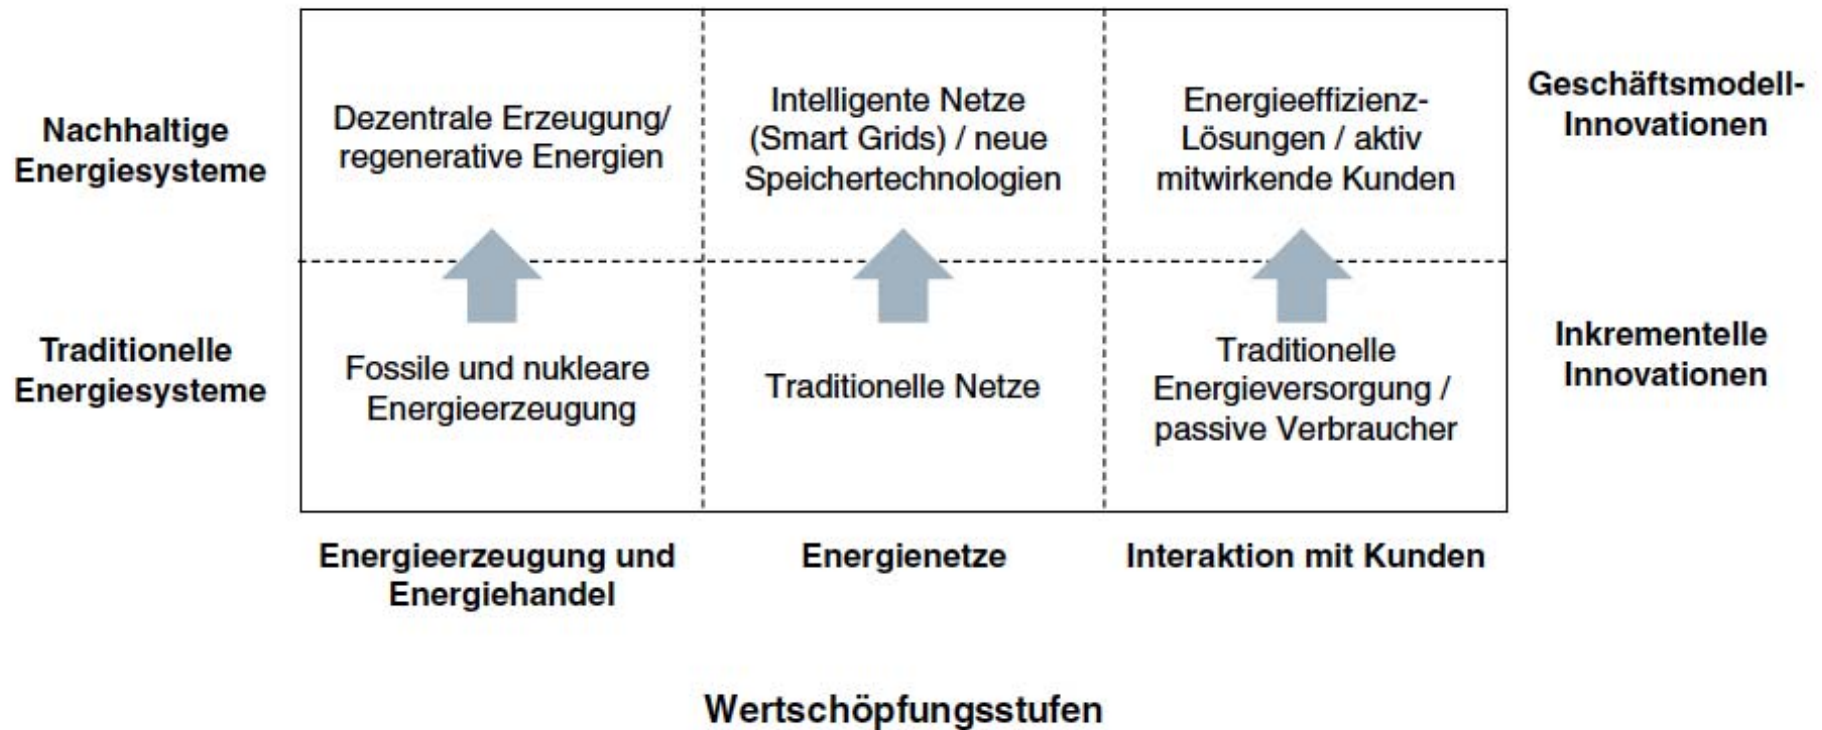 Nachhaltige
Energiesysteme
Dezentrale Erzeugung/
regenerative Energien
Intelligente Netze
(Smart Grids) / neue
Speichertechnologien
Energieeffizienz-
Lösungen / aktiv
mitwirkende Kunden
Geschäftsmodell-
Innovationen
Traditionelle
Energiesysteme
Fossile und nukleare
Energieerzeugung
Traditionelle Netze
Traditionelle
Energieversorgung /
passive Verbraucher
Inkrementelle
Innovationen
Energieerzeugung und
Energiehandel
Energienetze
Interaktion mit Kunden
Wertschöpfungsstufen